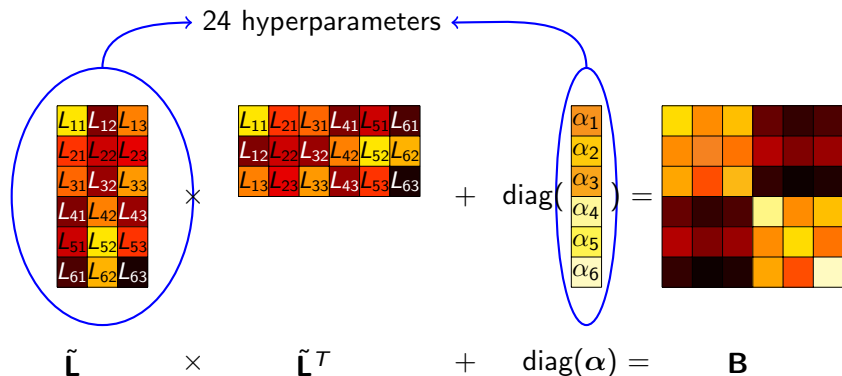 24 hyperparameters
L₁₁ L₁₂ L₁₃ L₁₁ L₂₁ L₃₁ L₄₁ L₅₁ L₆₁ α₁
L₂₁ L₂₂ L₂₃ L₁₂ L₂₂ L₃₂ L₄₂ L₅₂ L₆₂ α₂
L₃₁ L₃₂ L₃₃ L₁₃ L₂₃ L₃₃ L₄₃ L₅₃ L₆₃ α₃
× + diag( ) =
L₄₁ L₄₂ L₄₃ α₄
L₅₁ L₅₂ L₅₃ α₅
L₆₁ L₆₂ L₆₃ α₆
L̃ × L̃ᵀ + diag(α) = B